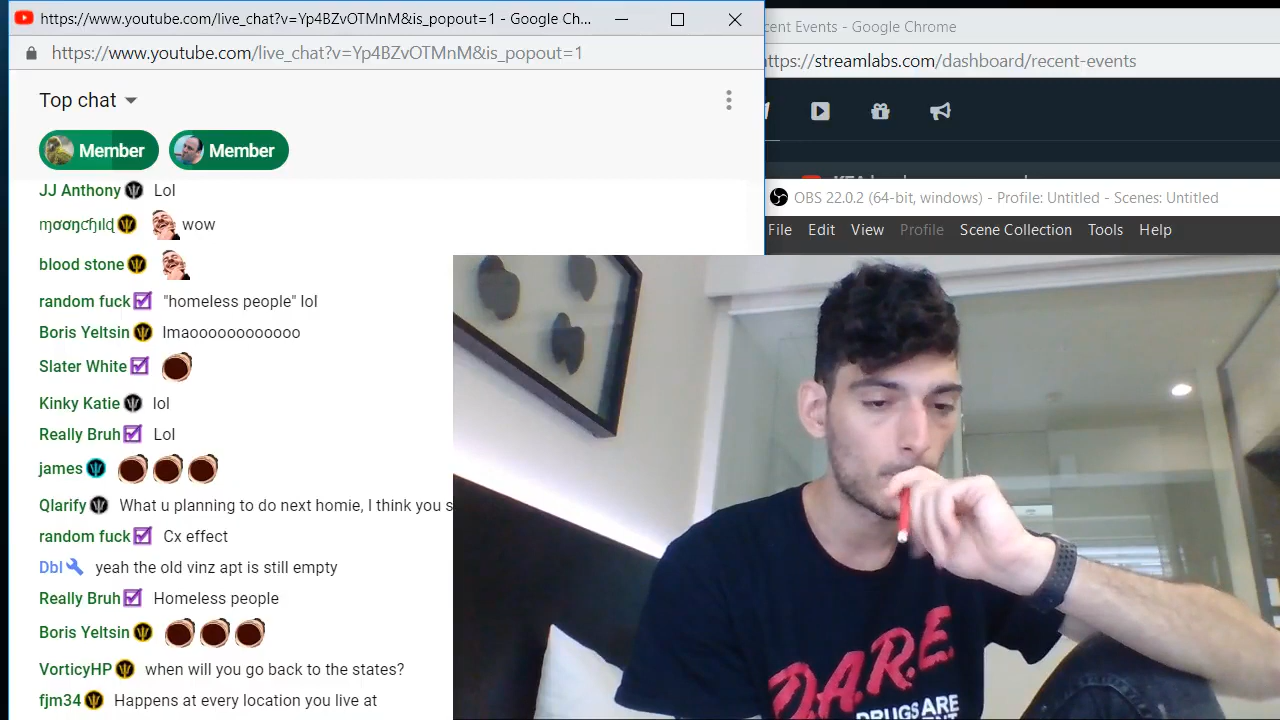 https://www.youtube.com/live_chat?v=Yp4BZvOTMnM&is_popout=1 - Google Ch...
cent Events - Google Chrome
https://www.youtube.com/live_chat?v=Yp4BZvOTMnM&is_popout=1
ttps://streamlabs.com/dashboard/recent-events
Top chat
Member
Member
OBS 22.0.2 (64-bit, windows) - Profile: Untitled - Scenes: Untitled
File Edit View Profile Scene Collection Tools Help
JJ Anthony Lol
wow
blood stone
random fuck "homeless people" lol
Boris Yeltsin lmaooooooooooo
Slater White
Kinky Katie lol
Really Bruh Lol
james
Qlarify What u planning to do next homie, I think you s
random fuck Cx effect
Dbl yeah the old vinz apt is still empty
Really Bruh Homeless people
Boris Yeltsin
VorticyHP when will you go back to the states?
fjm34 Happens at every location you live at
D.A.R.E.
DRUGS ARE